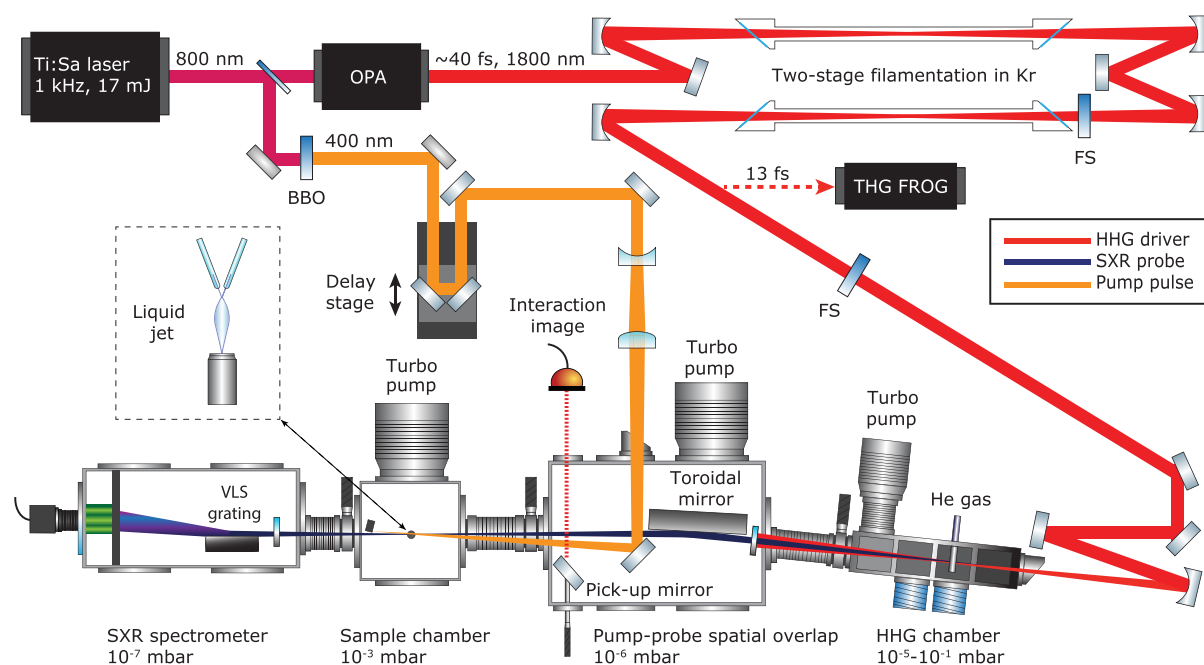 Ti:Sa laser
1 kHz, 17 mJ
800 nm
OPA
~40 fs, 1800 nm
Two-stage filamentation in Kr
FS
400 nm
BBO
13 fs
THG FROG
HHG driver
SXR probe
Pump pulse
FS
Delay
stage
Interaction
image
Liquid
jet
Turbo
pump
Turbo
pump
Turbo
pump
Toroidal
mirror
He gas
VLS
grating
Pick-up mirror
SXR spectrometer
10⁻⁷ mbar
Sample chamber
10⁻³ mbar
Pump-probe spatial overlap
10⁻⁶ mbar
HHG chamber
10⁻⁵-10⁻¹ mbar